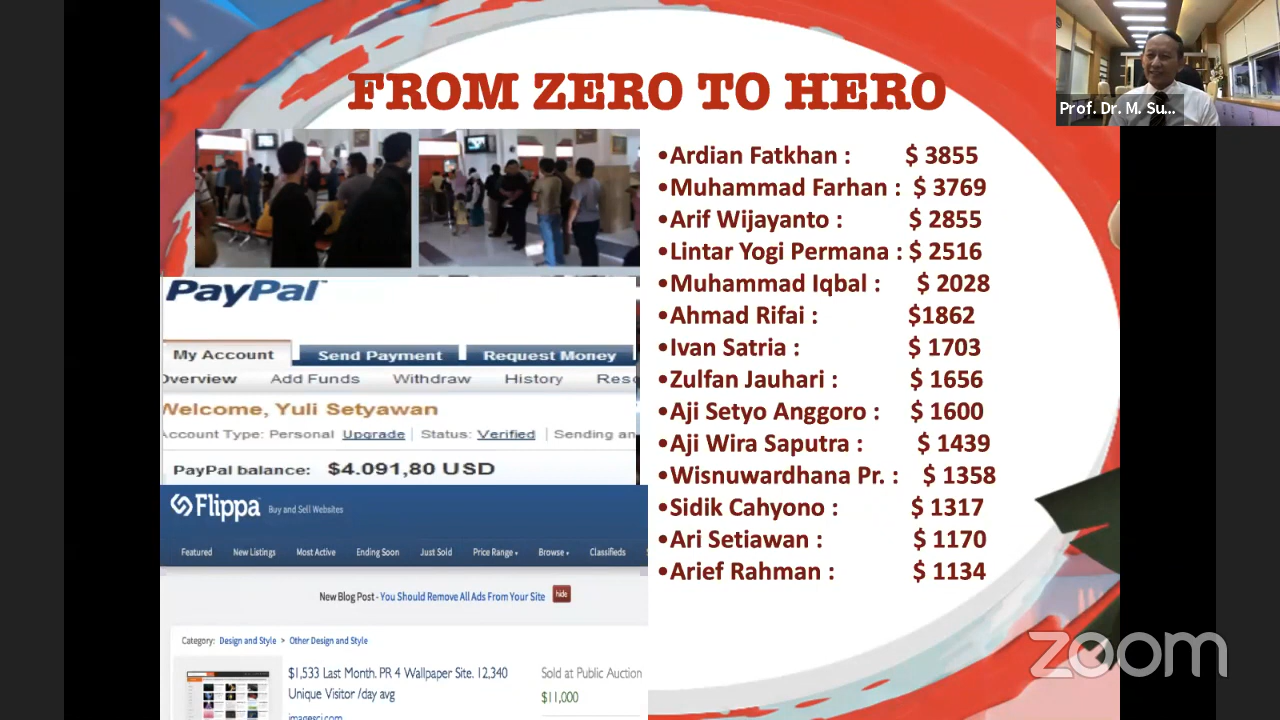 FROM ZERO TO HERO
Prof. Dr. M. Su...
•Ardian Fatkhan : $ 3855
•Muhammad Farhan : $ 3769
•Arif Wijayanto : $ 2855
•Lintar Yogi Permana : $ 2516
•Muhammad Iqbal : $ 2028
•Ahmad Rifai : $1862
•Ivan Satria : $ 1703
•Zulfan Jauhari : $ 1656
•Aji Setyo Anggoro : $ 1600
•Aji Wira Saputra : $ 1439
•Wisnuwardhana Pr. : $ 1358
•Sidik Cahyono : $ 1317
•Ari Setiawan : $ 1170
•Arief Rahman : $ 1134
PayPal™
My Account Send Payment Request Money
Overview Add Funds Withdraw History Reso
Welcome, Yuli Setyawan
Account Type: Personal Upgrade | Status: Verified | Sending an
PayPal balance: $4.091,80 USD
Flippa Buy and Sell Websites
Featured New Listings Most Active Ending Soon Just Sold Price Range Browse Classifieds
New Blog Post - You Should Remove All Ads From Your Site hide
Category: Design and Style > Other Design and Style
$1,533 Last Month. PR 4 Wallpaper Site. 12,340
Unique Visitor /day avg
imagesci.com
Sold at Public Auction
$11,000
zoom